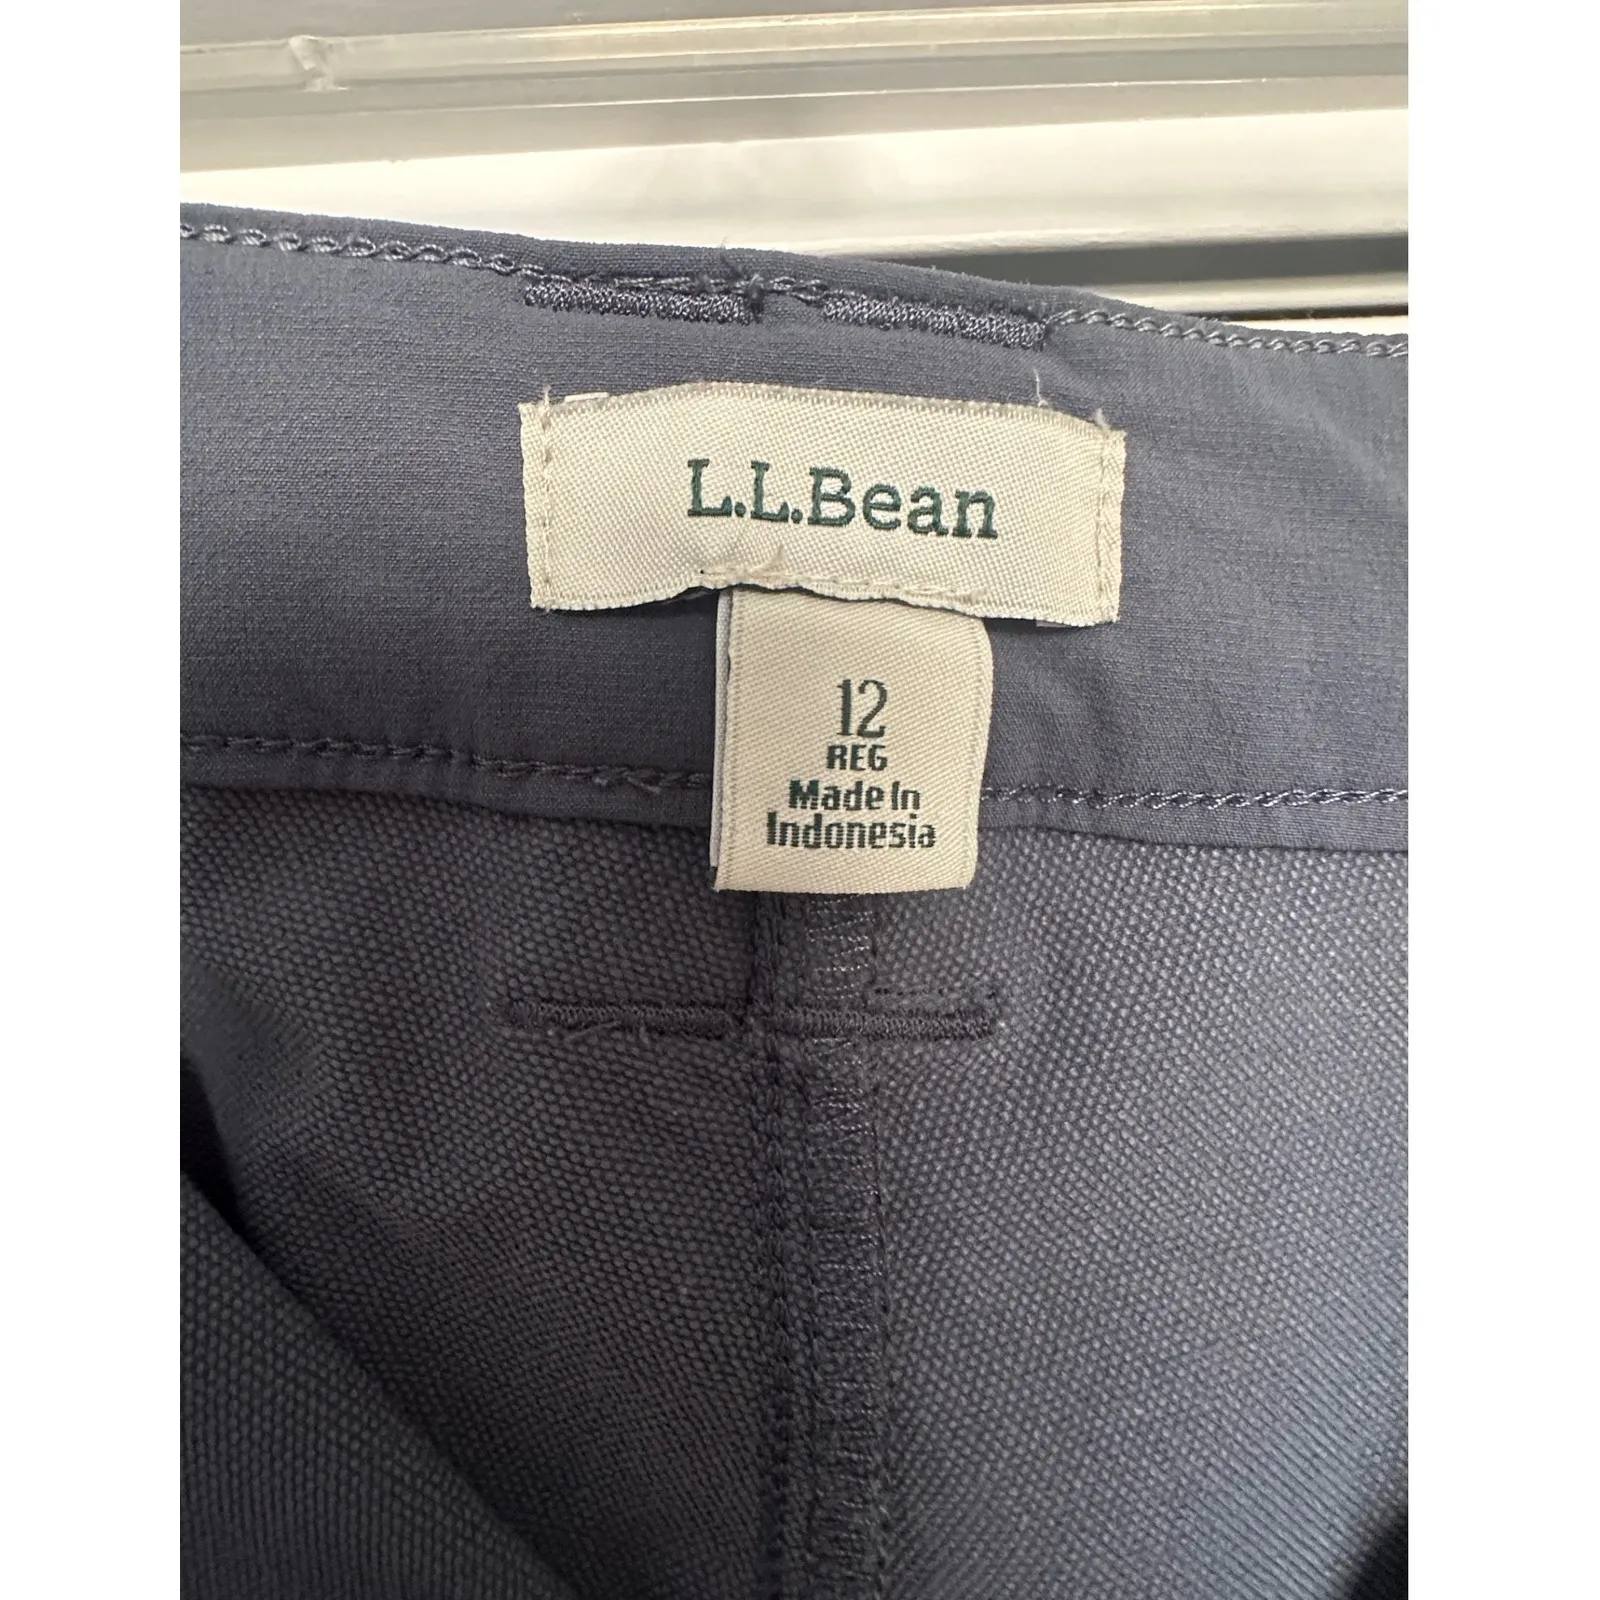 L.L.Bean
12
REG
Made In
Indonesia